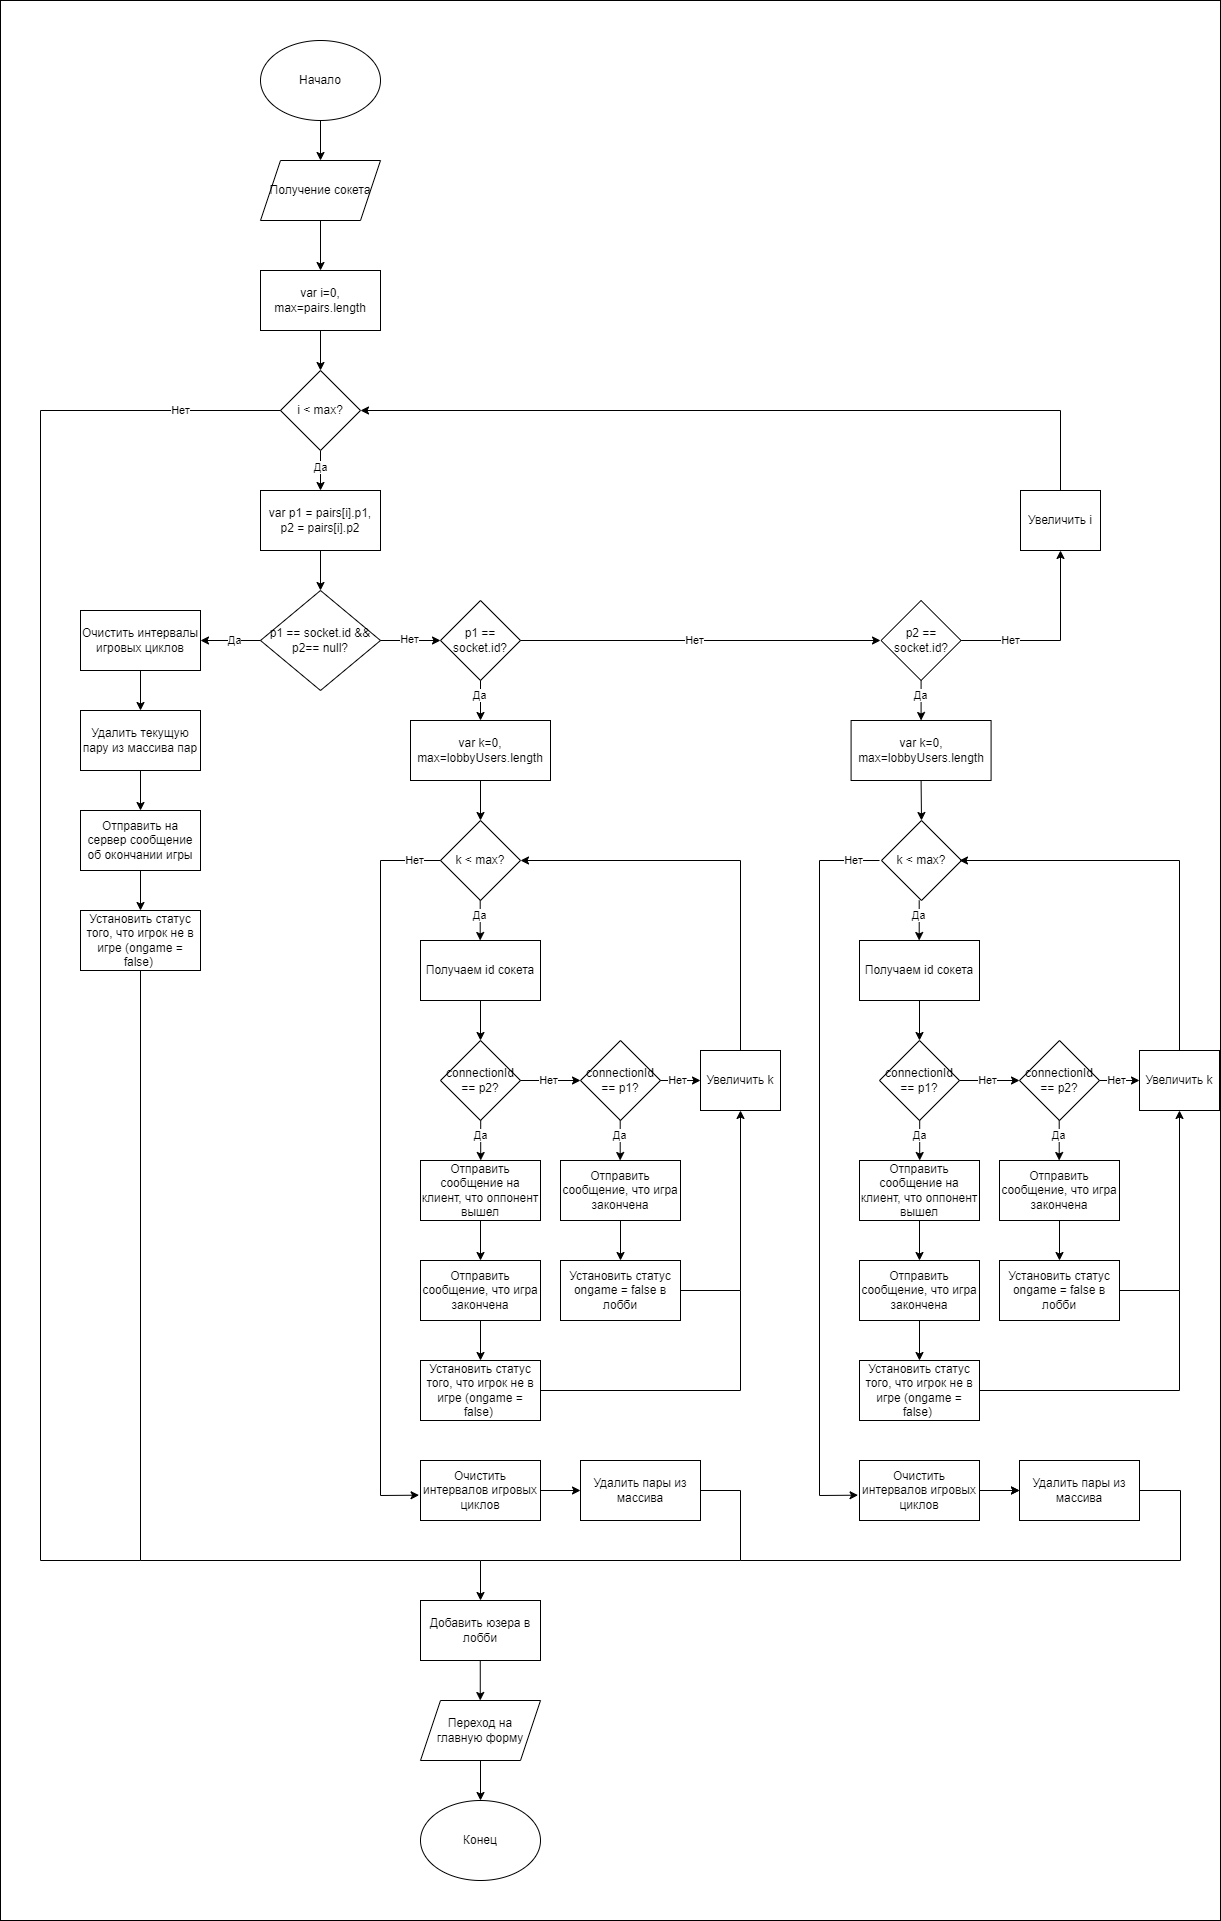 Начало
Получение сокета
var i=0,
max=pairs.length
i < max?
Нет
Да
var p1 = pairs[i].p1,
p2 = pairs[i].p2
Увеличить i
Очистить интервалы
игровых циклов
Да
p1 == socket.id &&
p2== null?
Нет
p1 ==
socket.id?
Нет
p2 ==
socket.id?
Нет
Да
Да
Удалить текущую
пару из массива пар
var k=0,
max=lobbyUsers.length
var k=0,
max=lobbyUsers.length
Отправить на
сервер сообщение
об окончании игры
Нет
k < max?
Нет
k < max?
Установить статус
того, что игрок не в
игре (ongame =
false)
Да
Да
Получаем id сокета
Получаем id сокета
connectionId
== p2?
Нет
connectionId
== p1?
Нет
Увеличить k
connectionId
== p1?
Нет
connectionId
== p2?
Нет
Увеличить k
Да
Да
Да
Да
Отправить
сообщение на
клиент, что оппонент
вышел
Отправить
сообщение, что игра
закончена
Отправить
сообщение на
клиент, что оппонент
вышел
Отправить
сообщение, что игра
закончена
Отправить
сообщение, что игра
закончена
Установить статус
ongame = false в
лобби
Отправить
сообщение, что игра
закончена
Установить статус
ongame = false в
лобби
Установить статус
того, что игрок не в
игре (ongame =
false)
Установить статус
того, что игрок не в
игре (ongame =
false)
Очистить
интервалов игровых
циклов
Удалить пары из
массива
Очистить
интервалов игровых
циклов
Удалить пары из
массива
Добавить юзера в
лобби
Переход на
главную форму
Конец